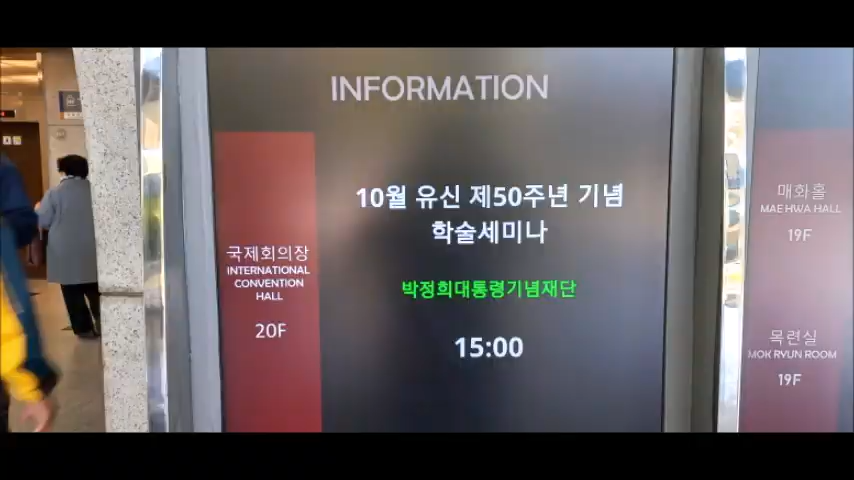 INFORMATION
국제회의장
INTERNATIONAL
CONVENTION
HALL
20F
10월 유신 제50주년 기념
학술세미나
박정희대통령기념재단
15:00
매화홀
MAE HWA HALL
19F
목련실
MOK RYUN ROOM
19F